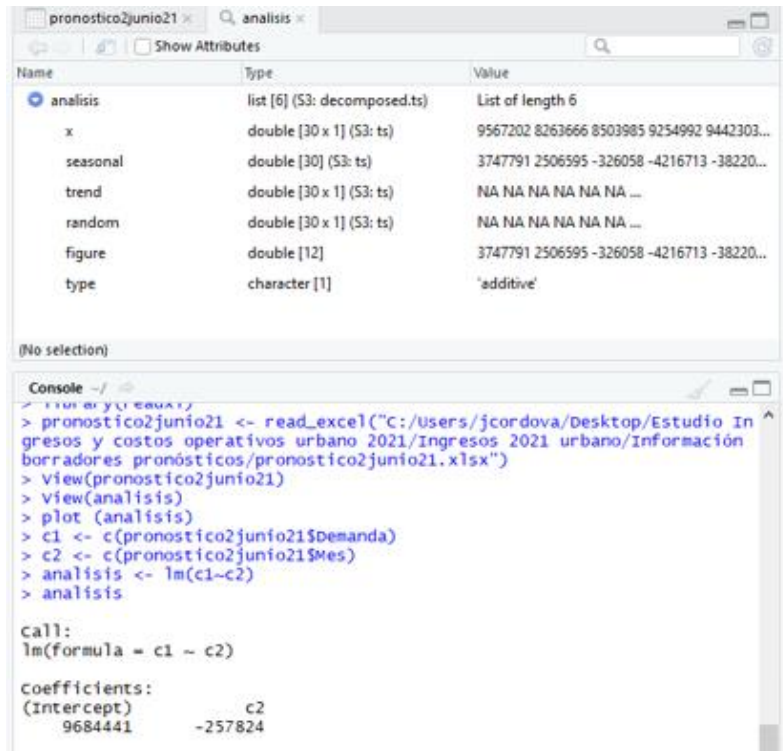 pronostico2junio21
analisis
Show Attributes
Name Type Value
analisis list [6] (S3: decomposed.ts) List of length 6
x double [30 x 1] (S3: ts) 9567202 8263666 8503985 9254992 9442303...
seasonal double [30] (S3: ts) 3747791 2506595 -326058 -4216713 -38220...
trend double [30 x 1] (S3: ts) NA NA NA NA NA NA ...
random double [30 x 1] (S3: ts) NA NA NA NA NA NA ...
figure double [12] 3747791 2506595 -326058 -4216713 -38220...
type character [1] 'additive'
(No selection)
Console ~/
> library(readxl)
> pronostico2junio21 <- read_excel("C:/Users/jcordova/Desktop/Estudio In
gresos y costos operativos urbano 2021/Ingresos 2021 urbano/Información
borradores pronósticos/pronostico2junio21.xlsx")
> View(pronostico2junio21)
> View(analisis)
> plot (analisis)
> c1 <- c(pronostico2junio21$Demanda)
> c2 <- c(pronostico2junio21$Mes)
> analisis <- lm(c1~c2)
> analisis
Call:
lm(formula = c1 ~ c2)
Coefficients:
(Intercept) c2
9684441 -257824